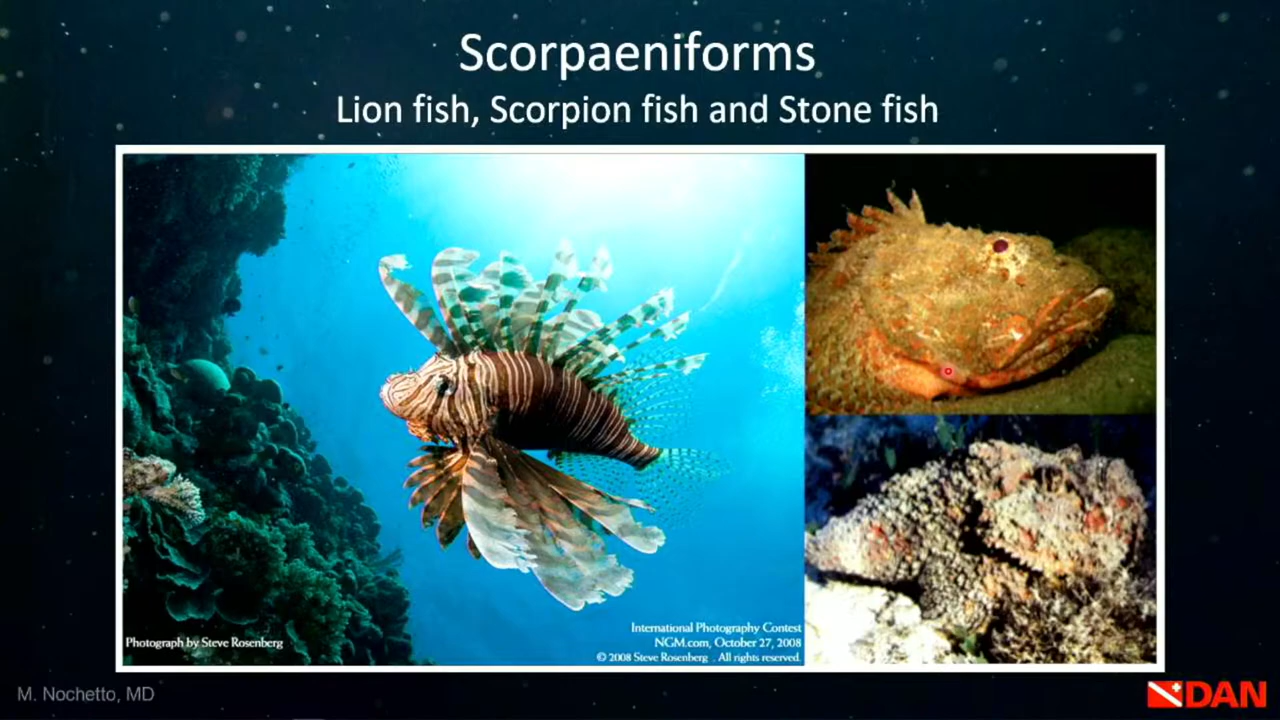 Scorpaeniforms
Lion fish, Scorpion fish and Stone fish
Photograph by Steve Rosenberg
International Photography Contest
NGM.com, October 27, 2008
© 2008 Steve Rosenberg . All rights reserved.
M. Nochetto, MD
DAN